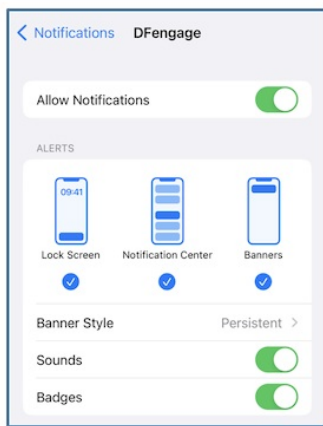 Notifications DFengage
Allow Notifications
ALERTS
09:41
Lock Screen Notification Center Banners
Banner Style Persistent
Sounds
Badges